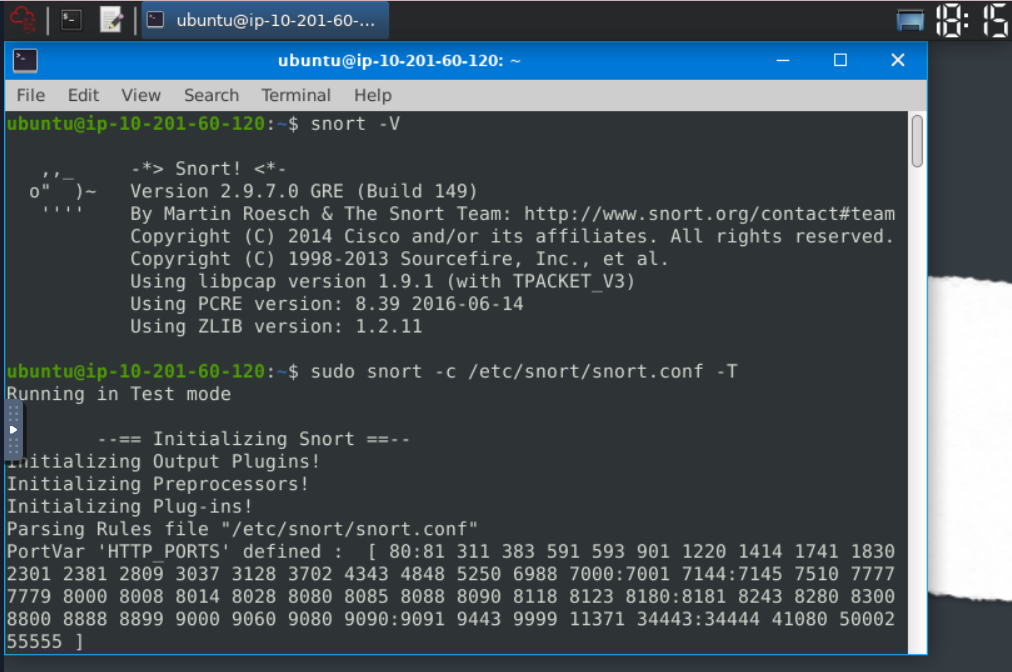 ubuntu@ip-10-201-60-...
18:15
ubuntu@ip-10-201-60-120: ~
File Edit View Search Terminal Help
ubuntu@ip-10-201-60-120:~$ snort -V
   ,,_     -*> Snort! <*-
  o"  )~   Version 2.9.7.0 GRE (Build 149)
   ''''    By Martin Roesch & The Snort Team: http://www.snort.org/contact#team
           Copyright (C) 2014 Cisco and/or its affiliates. All rights reserved.
           Copyright (C) 1998-2013 Sourcefire, Inc., et al.
           Using libpcap version 1.9.1 (with TPACKET_V3)
           Using PCRE version: 8.39 2016-06-14
           Using ZLIB version: 1.2.11
ubuntu@ip-10-201-60-120:~$ sudo snort -c /etc/snort/snort.conf -T
Running in Test mode
        --== Initializing Snort ==--
Initializing Output Plugins!
Initializing Preprocessors!
Initializing Plug-ins!
Parsing Rules file "/etc/snort/snort.conf"
PortVar 'HTTP_PORTS' defined :  [ 80:81 311 383 591 593 901 1220 1414 1741 1830
2301 2381 2809 3037 3128 3702 4343 4848 5250 6988 7000:7001 7144:7145 7510 7777
7779 8000 8008 8014 8028 8080 8085 8088 8090 8118 8123 8180:8181 8243 8280 8300
8800 8888 8899 9000 9060 9080 9090:9091 9443 9999 11371 34443:34444 41080 50002
55555 ]